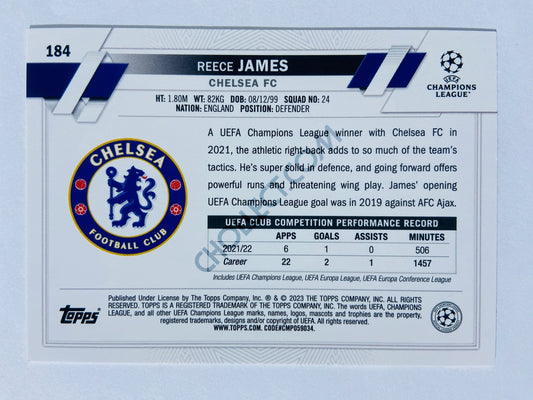 184
REECE JAMES
CHELSEA FC
UEFA
CHAMPIONS
LEAGUE
HT: 1.80M WT: 82KG DOB: 08/12/99 SQUAD NO: 24
NATION: ENGLAND POSITION: DEFENDER
A UEFA Champions League winner with Chelsea FC in
2021, the athletic right-back adds to so much of the team's
tactics. He's super solid in defence, and going forward offers
powerful runs and threatening wing play. James' opening
UEFA Champions League goal was in 2019 against AFC Ajax.
CHELSEA
FOOTBALL CLUB
CHOLLECT.COM
UEFA CLUB COMPETITION PERFORMANCE RECORD
APPS GOALS ASSISTS MINUTES
2021/22 6 1 0 506
Career 22 2 1 1457
Includes UEFA Champions League, UEFA Europa League, UEFA Europa Conference League
Topps
Published Under License by The Topps Company, Inc. ® & © 2023 THE TOPPS COMPANY, INC. ALL RIGHTS
RESERVED. TOPPS IS A REGISTERED TRADEMARK OF THE TOPPS COMPANY, INC. The words UEFA, CHAMPIONS
LEAGUE, and all other UEFA Champions League marks, names, logos, mascots and trophies are the property,
registered trademarks, designs and/or copyright of UEFA. All rights reserved.
WWW.TOPPS.COM. CODE#CMP059034.